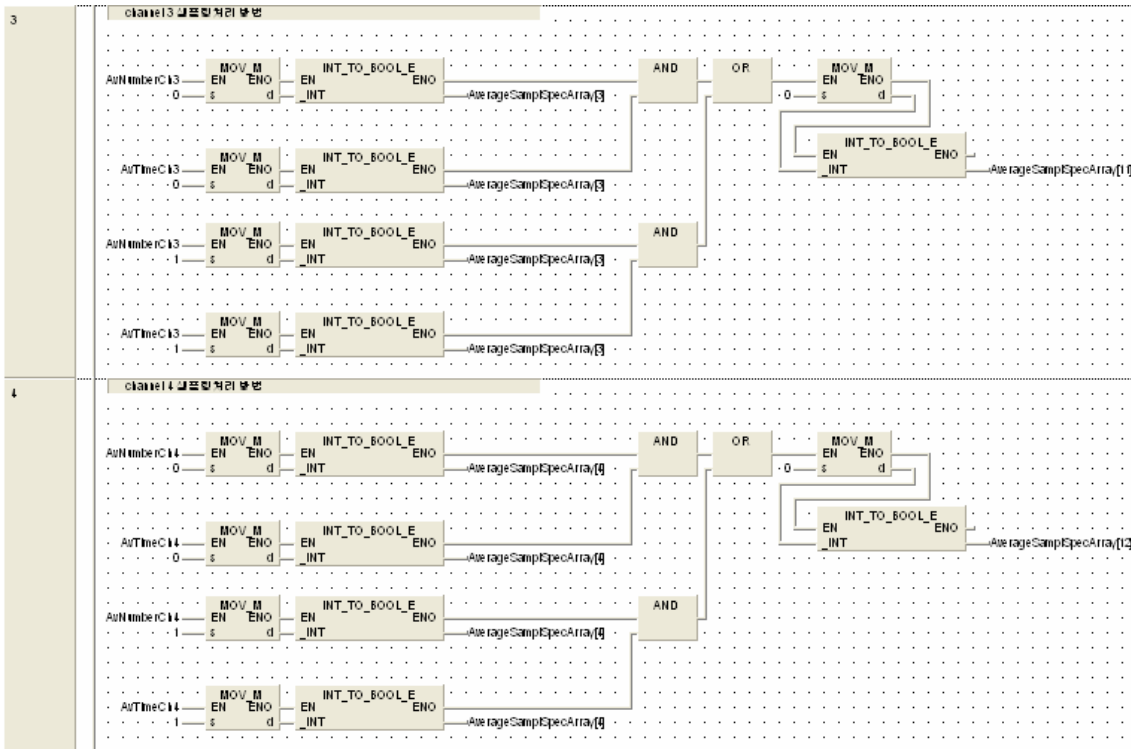 3
channel3 샘플링처리 방법
AND OR MOV_M
MOV_M INT_TO_BOOL_E
AvNumberCh3 EN ENO EN ENO EN ENO
0 s d _INT AverageSamplSpecArray[3] 0 s d
INT_TO_BOOL_E
EN ENO
_INT AverageSamplSpecArray[11]
MOV_M INT_TO_BOOL_E
AvTimeCh3 EN ENO EN ENO
0 s d _INT AverageSamplSpecArray[3]
MOV_M INT_TO_BOOL_E AND
AvNumberCh3 EN ENO EN ENO
1 s d _INT AverageSamplSpecArray[3]
MOV_M INT_TO_BOOL_E
AvTimeCh3 EN ENO EN ENO
1 s d _INT AverageSamplSpecArray[3]
4
channel4 샘플링처리 방법
MOV_M INT_TO_BOOL_E AND OR MOV_M
AvNumberCh4 EN ENO EN ENO EN ENO
0 s d _INT AverageSamplSpecArray[4] 0 s d
INT_TO_BOOL_E
EN ENO
_INT AverageSamplSpecArray[12]
MOV_M INT_TO_BOOL_E
AvTimeCh4 EN ENO EN ENO
0 s d _INT AverageSamplSpecArray[4]
MOV_M INT_TO_BOOL_E AND
AvNumberCh4 EN ENO EN ENO
1 s d _INT AverageSamplSpecArray[4]
MOV_M INT_TO_BOOL_E
AvTimeCh4 EN ENO EN ENO
1 s d _INT AverageSamplSpecArray[4]